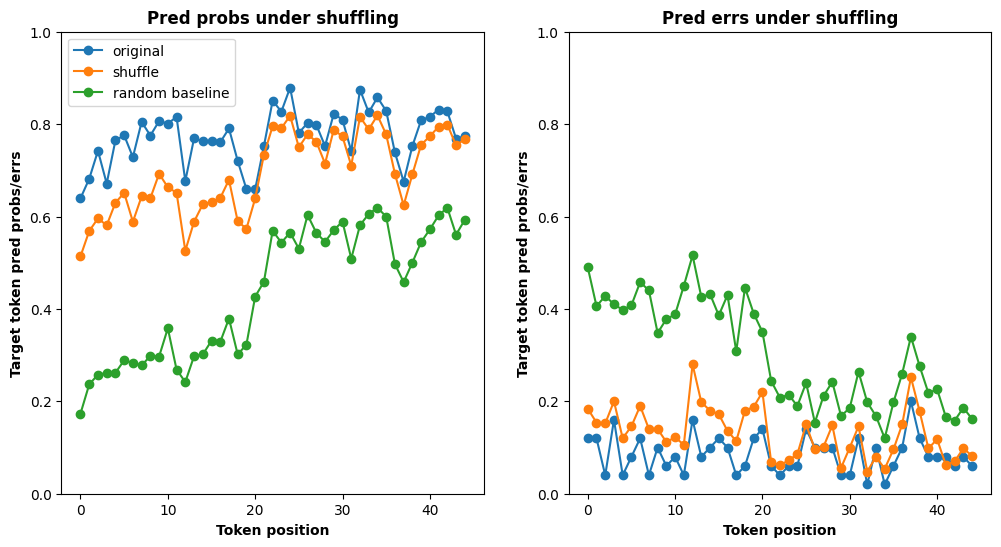 Pred probs under shuffling
Target token pred probs/errs
1.0
0.8
0.6
0.4
0.2
0.0
original
shuffle
random baseline
0
10
20
30
40
Token position
Pred errs under shuffling
Target token pred probs/errs
1.0
0.8
0.6
0.4
0.2
0.0
0
10
20
30
40
Token position